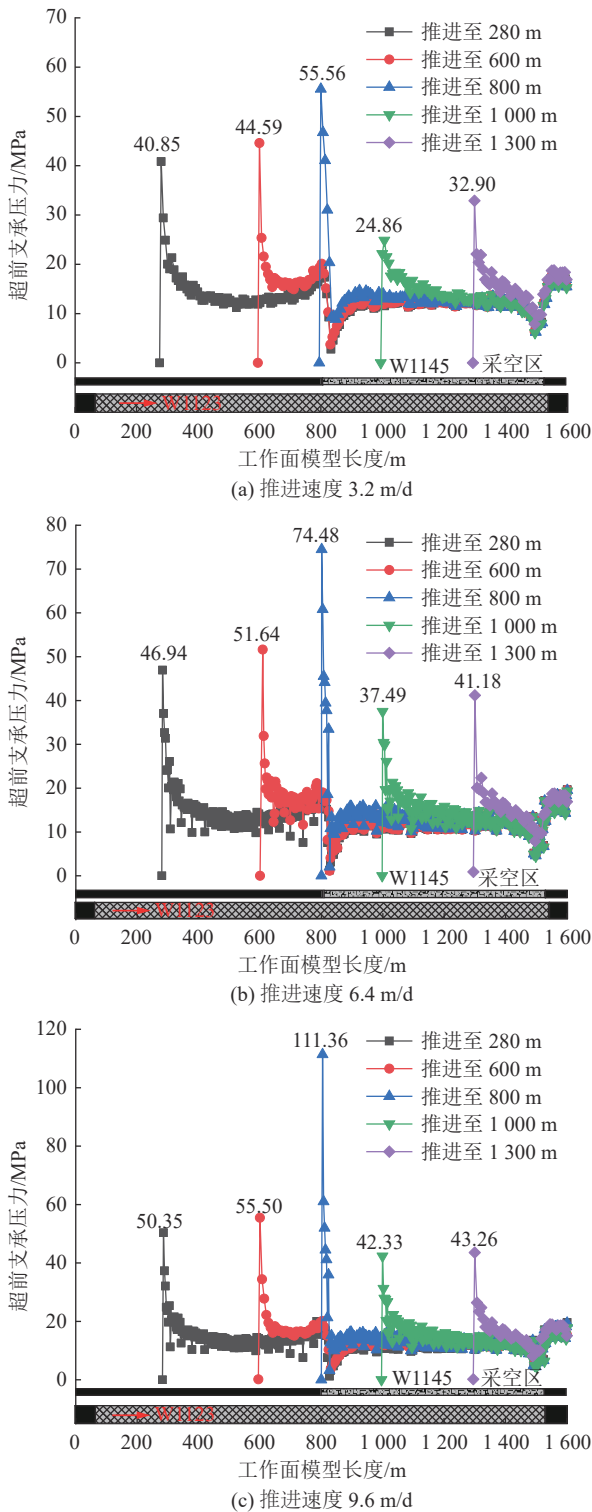 70
60
50
40
30
20
10
0
超前支承压力/MPa
推进至 280 m
推进至 600 m
推进至 800 m
推进至 1 000 m
推进至 1 300 m
40.85
44.59
55.56
24.86
32.90
W1145
采空区
W1123
0 200 400 600 800 1 000 1 200 1 400 1 600
工作面模型长度/m
(a) 推进速度 3.2 m/d
80
70
60
50
40
30
20
10
0
超前支承压力/MPa
推进至 280 m
推进至 600 m
推进至 800 m
推进至 1 000 m
推进至 1 300 m
46.94
51.64
74.48
37.49
41.18
W1145
采空区
W1123
0 200 400 600 800 1 000 1 200 1 400 1 600
工作面模型长度/m
(b) 推进速度 6.4 m/d
120
100
80
60
40
20
0
超前支承压力/MPa
推进至 280 m
推进至 600 m
推进至 800 m
推进至 1 000 m
推进至 1 300 m
50.35
55.50
111.36
42.33
43.26
W1145
采空区
W1123
0 200 400 600 800 1 000 1 200 1 400 1 600
工作面模型长度/m
(c) 推进速度 9.6 m/d